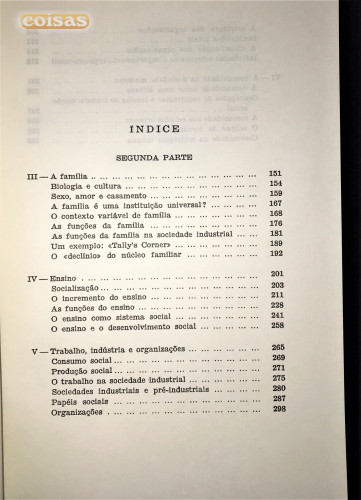 coisas
ÍNDICE
SEGUNDA PARTE
III — A família .. ... ... ... ... ... ... ... ... ... ... ... ... 151
Biologia e cultura ... ... ... ... ... ... ... ... ... ... 154
Sexo, amor e casamento ... ... ... ... ... ... ... ... 159
A família é uma instituição universal? ... ... ... ... 167
O contexto variável de família ... ... ... ... ... ... 168
As funções da família ... ... ... ... ... ... ... ... ... 176
As funções da família na sociedade industrial ... ... 181
Um exemplo: «Tally's Corner» ... ... ... ... ... ... 189
O «declínio» do núcleo familiar ... ... ... ... ... ... 192
IV — Ensino ... ... ... ... ... ... ... ... ... ... ... ... ... 201
Socialização ... ... ... ... ... ... ... ... ... ... ... ... 203
O incremento do ensino ... ... ... ... ... ... ... ... 211
As funções do ensino ... ... ... ... ... ... ... ... ... 228
O ensino como sistema social ... ... ... ... ... ... ... 241
O ensino e o desenvolvimento social ... ... ... ... ... 258
V — Trabalho, indústria e organizações ... ... ... ... ... ... 265
Consumo social ... ... ... ... ... ... ... ... ... ... ... 269
Produção social ... ... ... ... ... ... ... ... ... ... ... 271
O trabalho na sociedade industrial ... ... ... ... ... 275
Sociedades industriais e pré-industriais ... ... ... ... 280
Papéis sociais ... ... ... ... ... ... ... ... ... ... ... 287
Organizações . ... ... ... ... ... ... ... ... ... ... ... 298